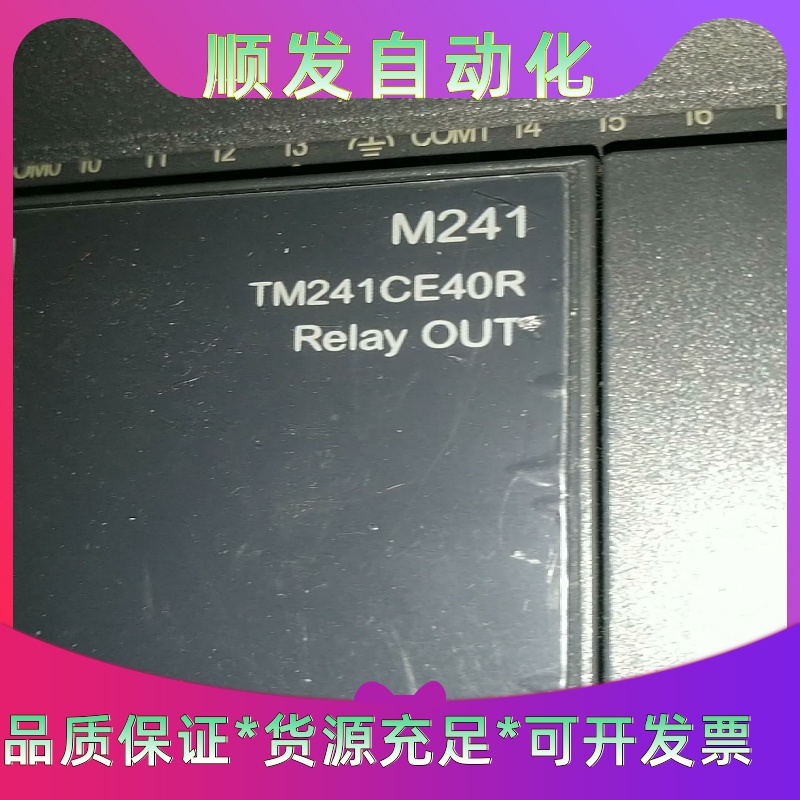 顺发自动化
COM0 I0 I1 I2 I3 COM1 I4 I5 I6
M241
TM241CE40R
Relay OUT
品质保证*货源充足*可开发票